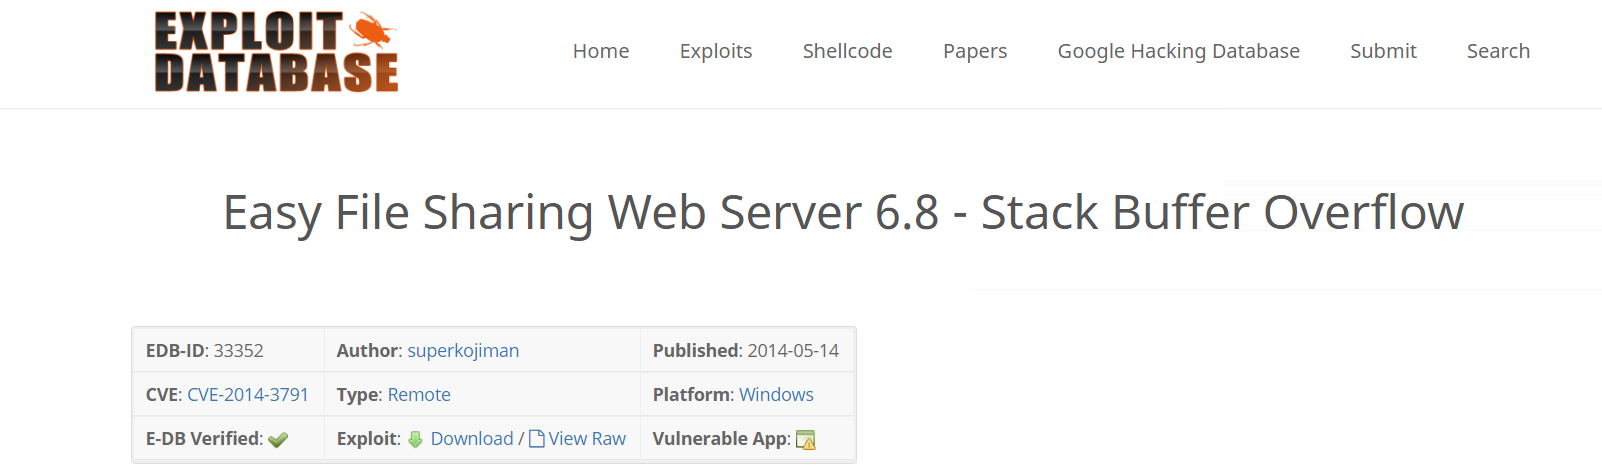 EXPLOIT
DATABASE
Home Exploits Shellcode Papers Google Hacking Database Submit Search
Easy File Sharing Web Server 6.8 - Stack Buffer Overflow
EDB-ID: 33352 Author: superkojiman Published: 2014-05-14
CVE: CVE-2014-3791 Type: Remote Platform: Windows
E-DB Verified: Exploit: Download / View Raw Vulnerable App: